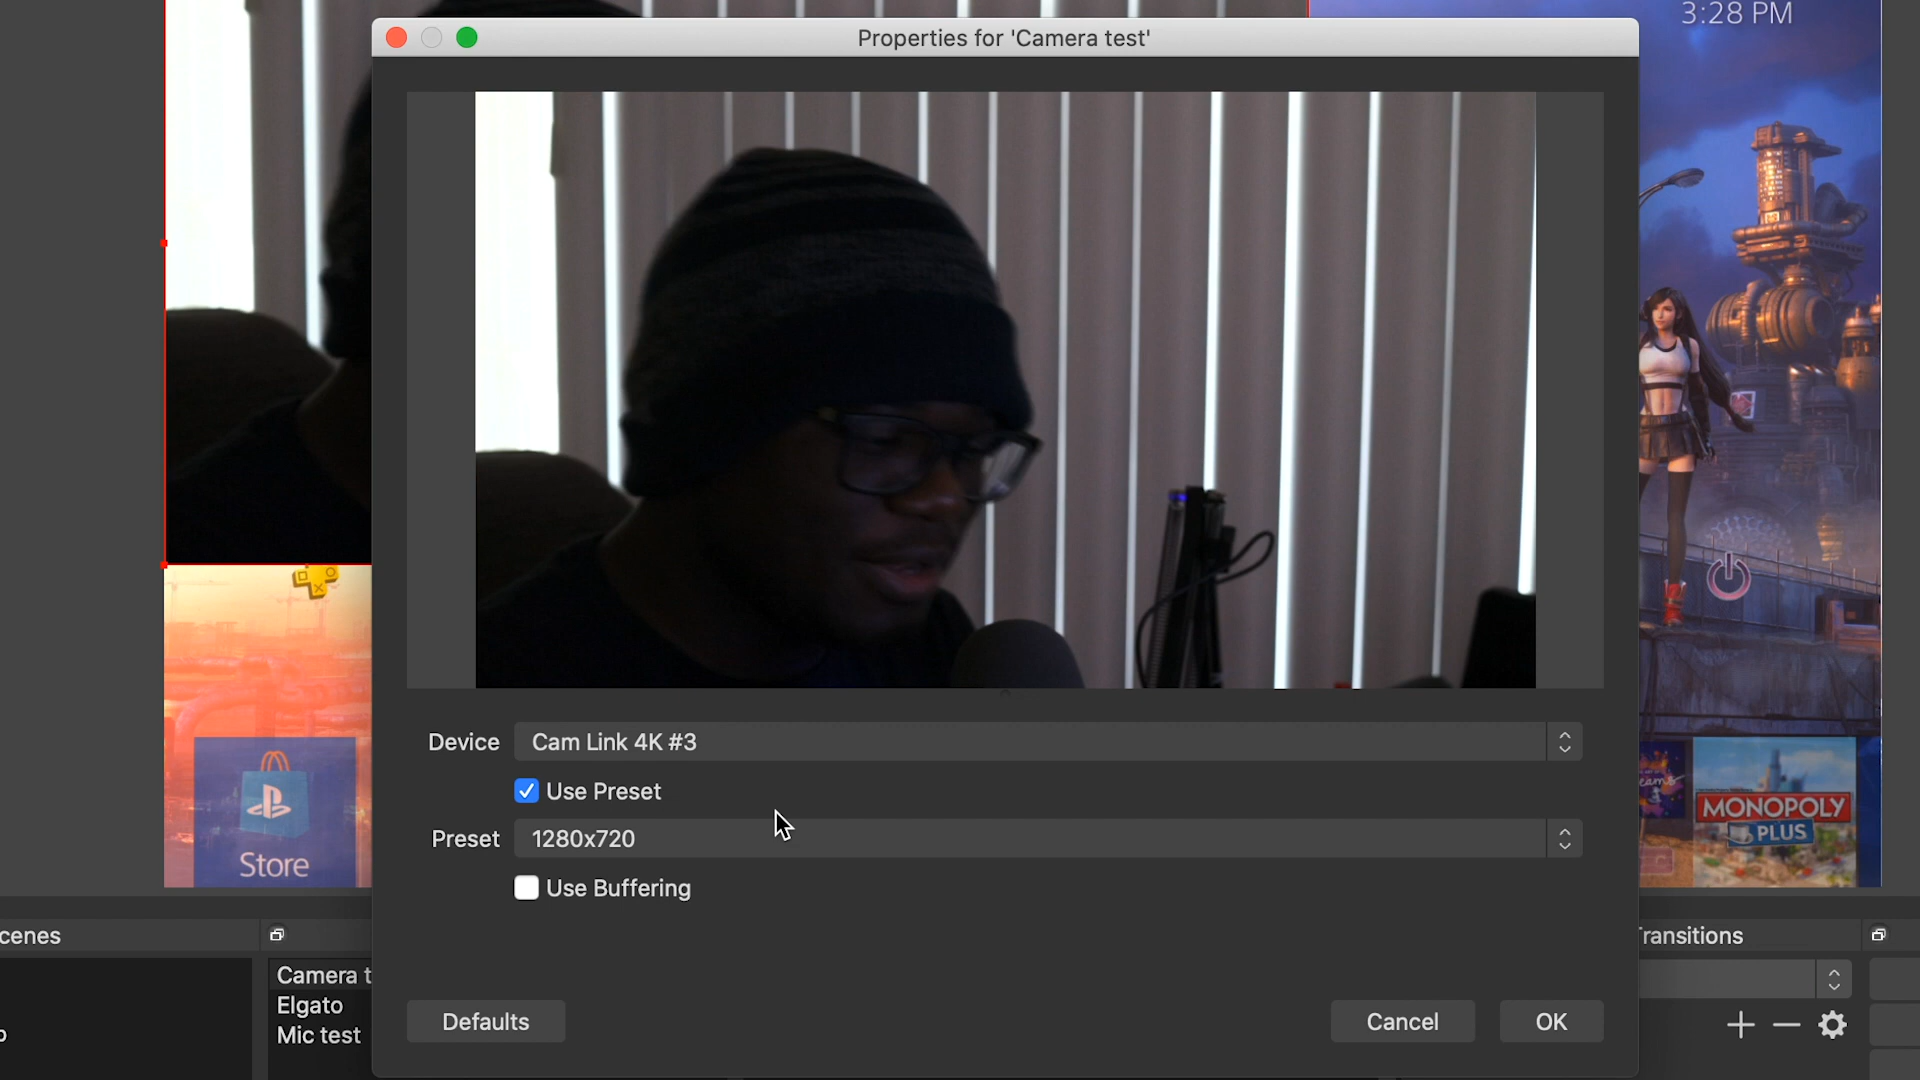 3:28 PM
Properties for 'Camera test'
Device Cam Link 4K #3
Use Preset
Preset 1280x720
Use Buffering
Store
MONOPOLY
PLUS
cenes
ransitions
Camera t
Elgato
Mic test
Defaults
Cancel
OK